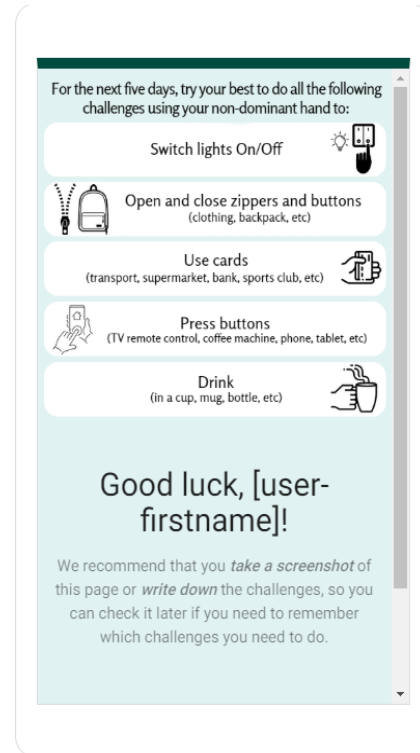 For the next five days, try your best to do all the following
challenges using your non-dominant hand to:
Switch lights On/Off
Open and close zippers and buttons
(clothing, backpack, etc)
Use cards
(transport, supermarket, bank, sports club, etc)
Press buttons
(TV remote control, coffee machine, phone, tablet, etc)
Drink
(in a cup, mug, bottle, etc)
Good luck, [user-
firstname]!
We recommend that you take a screenshot of
this page or write down the challenges, so you
can check it later if you need to remember
which challenges you need to do.